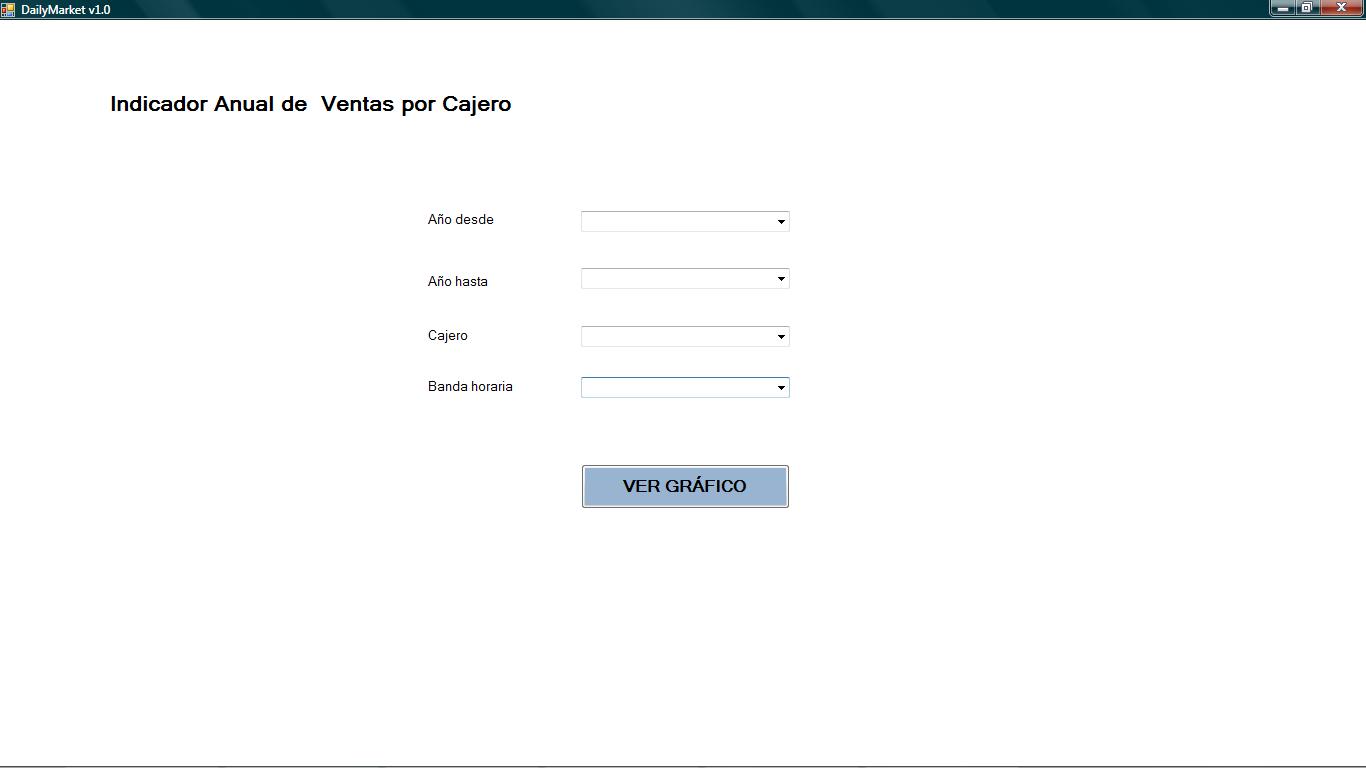 DailyMarket v1.0
Indicador Anual de  Ventas por Cajero
Año desde
Año hasta
Cajero
Banda horaria
VER GRÁFICO